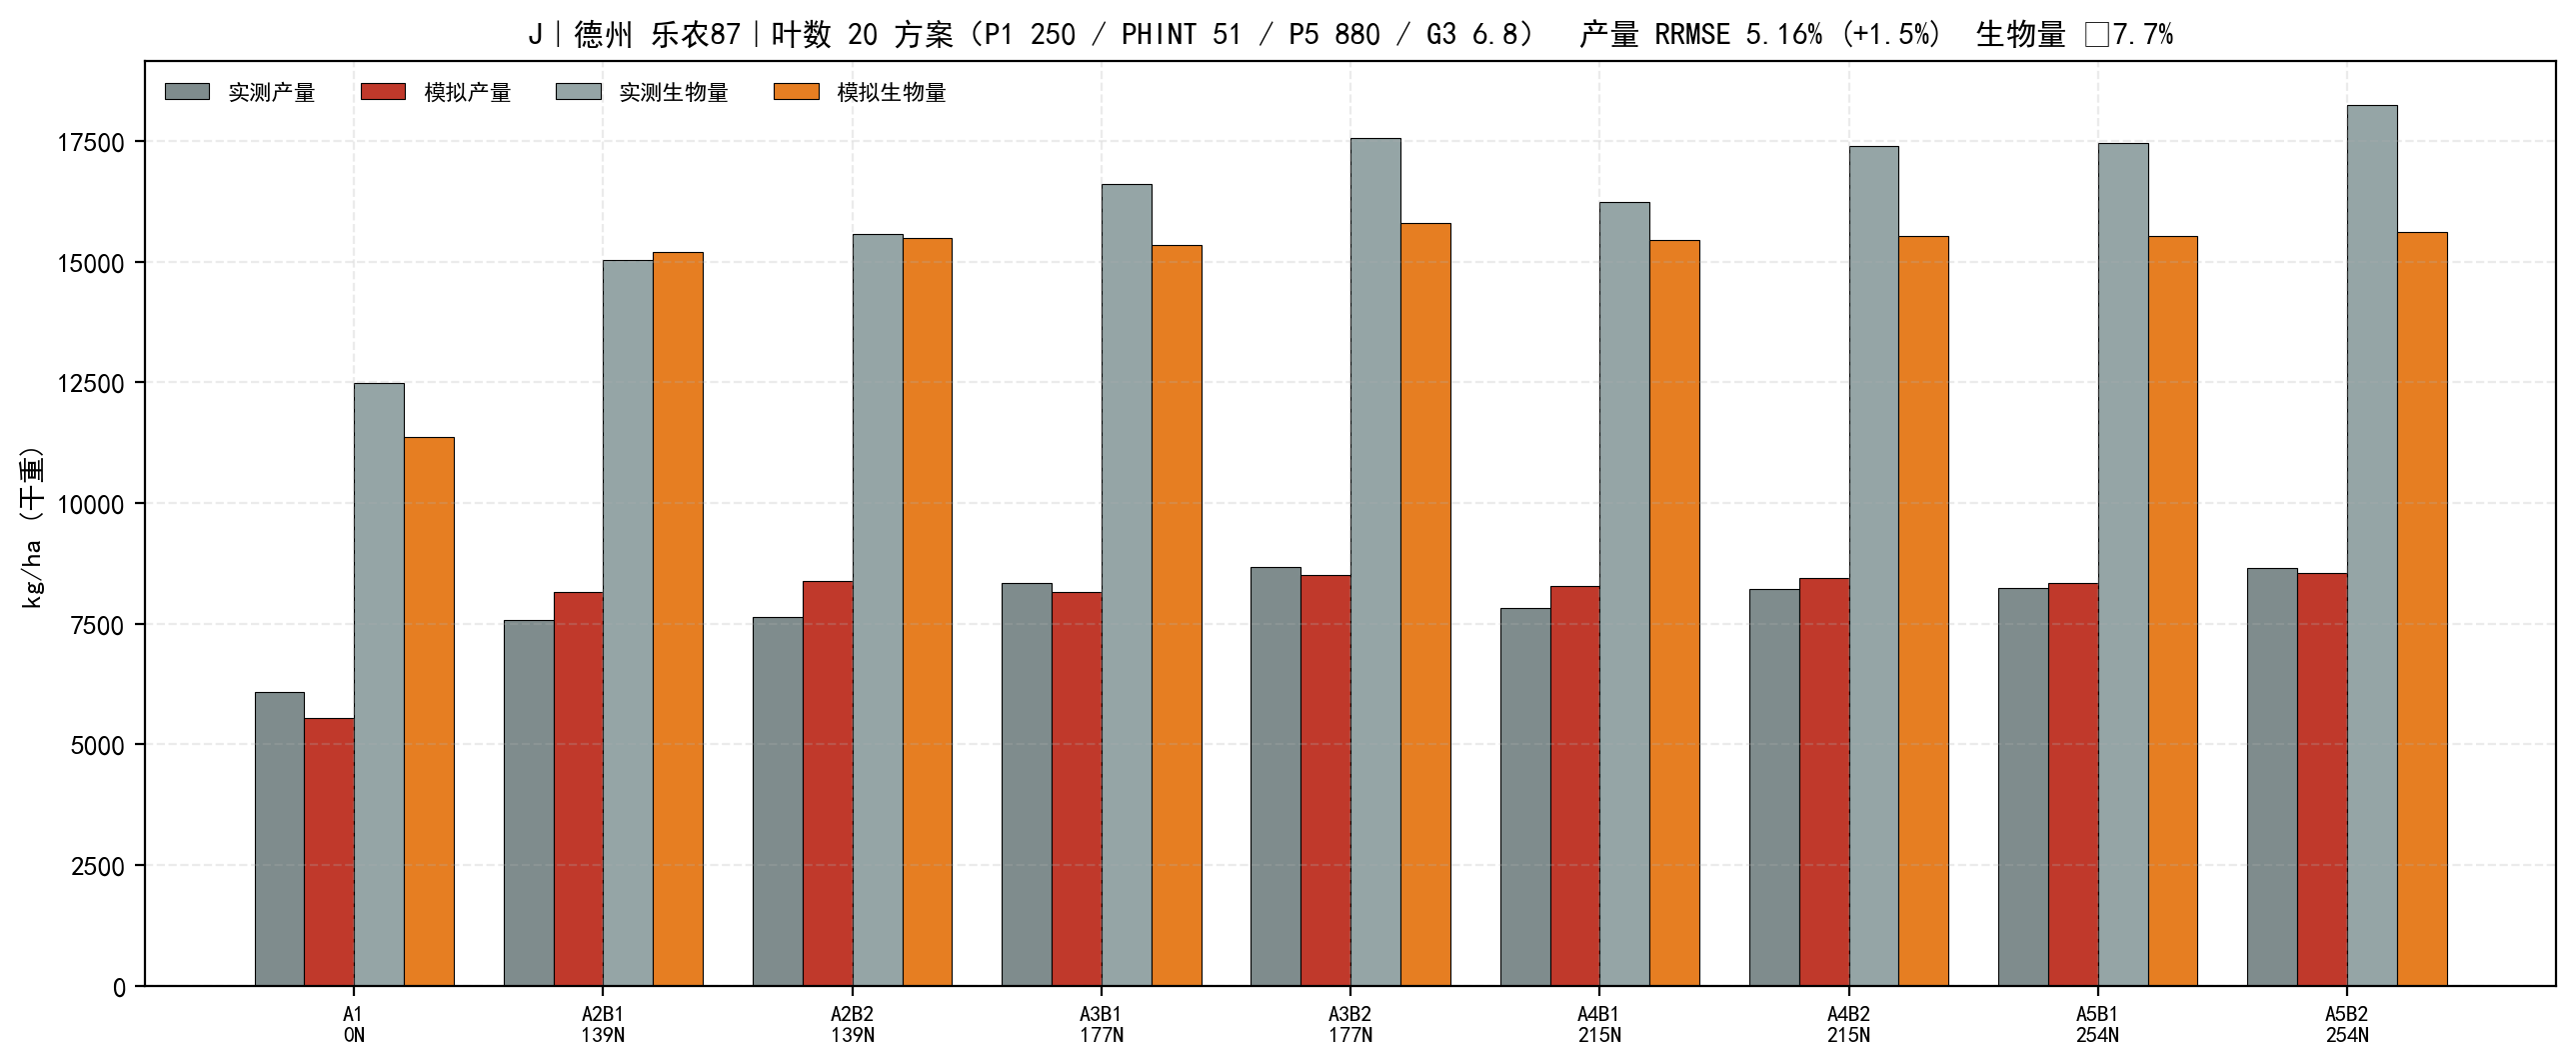 J｜德州 乐农87｜叶数 20 方案（P1 250 / PHINT 51 / P5 880 / G3 6.8） 产量 RRMSE 5.16% (+1.5%) 生物量 □7.7%
实测产量 模拟产量 实测生物量 模拟生物量
kg/ha (干重)
17500
15000
12500
10000
7500
5000
2500
0
A1 A2B1 A2B2 A3B1 A3B2 A4B1 A4B2 A5B1 A5B2
0N 139N 139N 177N 177N 215N 215N 254N 254N